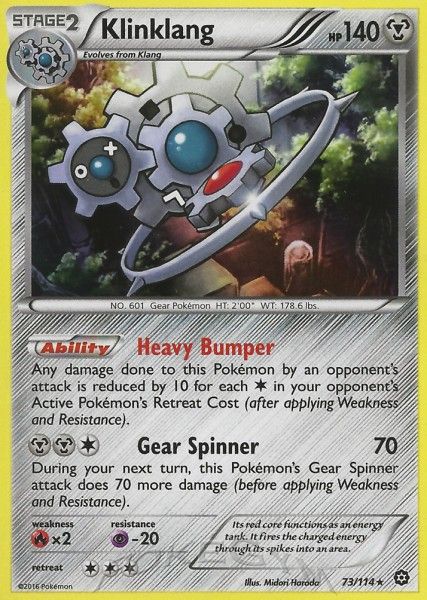 STAGE2 Klinklang HP 140
Evolves from Klang
NO. 601 Gear Pokémon HT: 2'00" WT: 178.6 lbs.
Ability Heavy Bumper
Any damage done to this Pokémon by an opponent's
attack is reduced by 10 for each in your opponent's
Active Pokémon's Retreat Cost (after applying Weakness
and Resistance).
Gear Spinner 70
During your next turn, this Pokémon's Gear Spinner
attack does 70 more damage (before applying Weakness
and Resistance).
weakness resistance
×2 -20
retreat
Its red core functions as an energy
tank. It fires the charged energy
through its spikes into an area.
©2016 Pokémon Illus. Midori Harada 73/114 ★